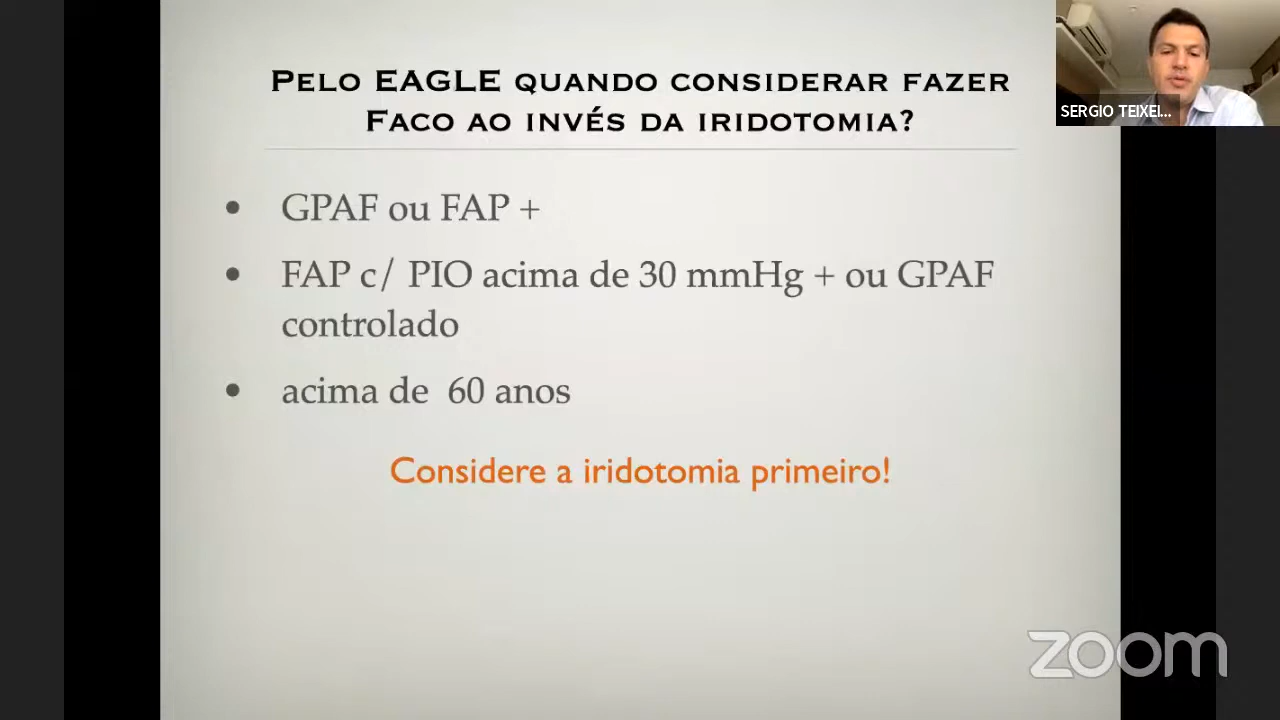 PELO EAGLE QUANDO CONSIDERAR FAZER
FACO AO INVÉS DA IRIDOTOMIA?
SERGIO TEIXEI...
• GPAF ou FAP +
• FAP c/ PIO acima de 30 mmHg + ou GPAF
controlado
• acima de 60 anos
Considere a iridotomia primeiro!
zoom